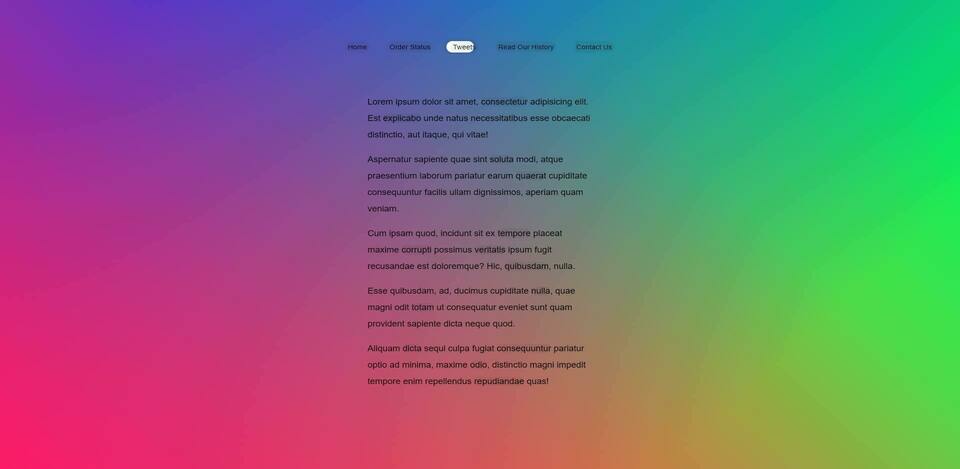 Home
Order Status
Tweets
Read Our History
Contact Us
Lorem ipsum dolor sit amet, consectetur adipisicing elit.
Est explicabo unde natus necessitatibus esse obcaecati
distinctio, aut itaque, qui vitae!
Aspernatur sapiente quae sint soluta modi, atque
praesentium laborum pariatur earum quaerat cupiditate
consequuntur facilis ullam dignissimos, aperiam quam
veniam.
Cum ipsam quod, incidunt sit ex tempore placeat
maxime corrupti possimus veritatis ipsum fugit
recusandae est doloremque? Hic, quibusdam, nulla.
Esse quibusdam, ad, ducimus cupiditate nulla, quae
magni odit totam ut consequatur eveniet sunt quam
provident sapiente dicta neque quod.
Aliquam dicta sequi culpa fugiat consequuntur pariatur
optio ad minima, maxime odio, distinctio magni impedit
tempore enim repellendus repudiandae quas!